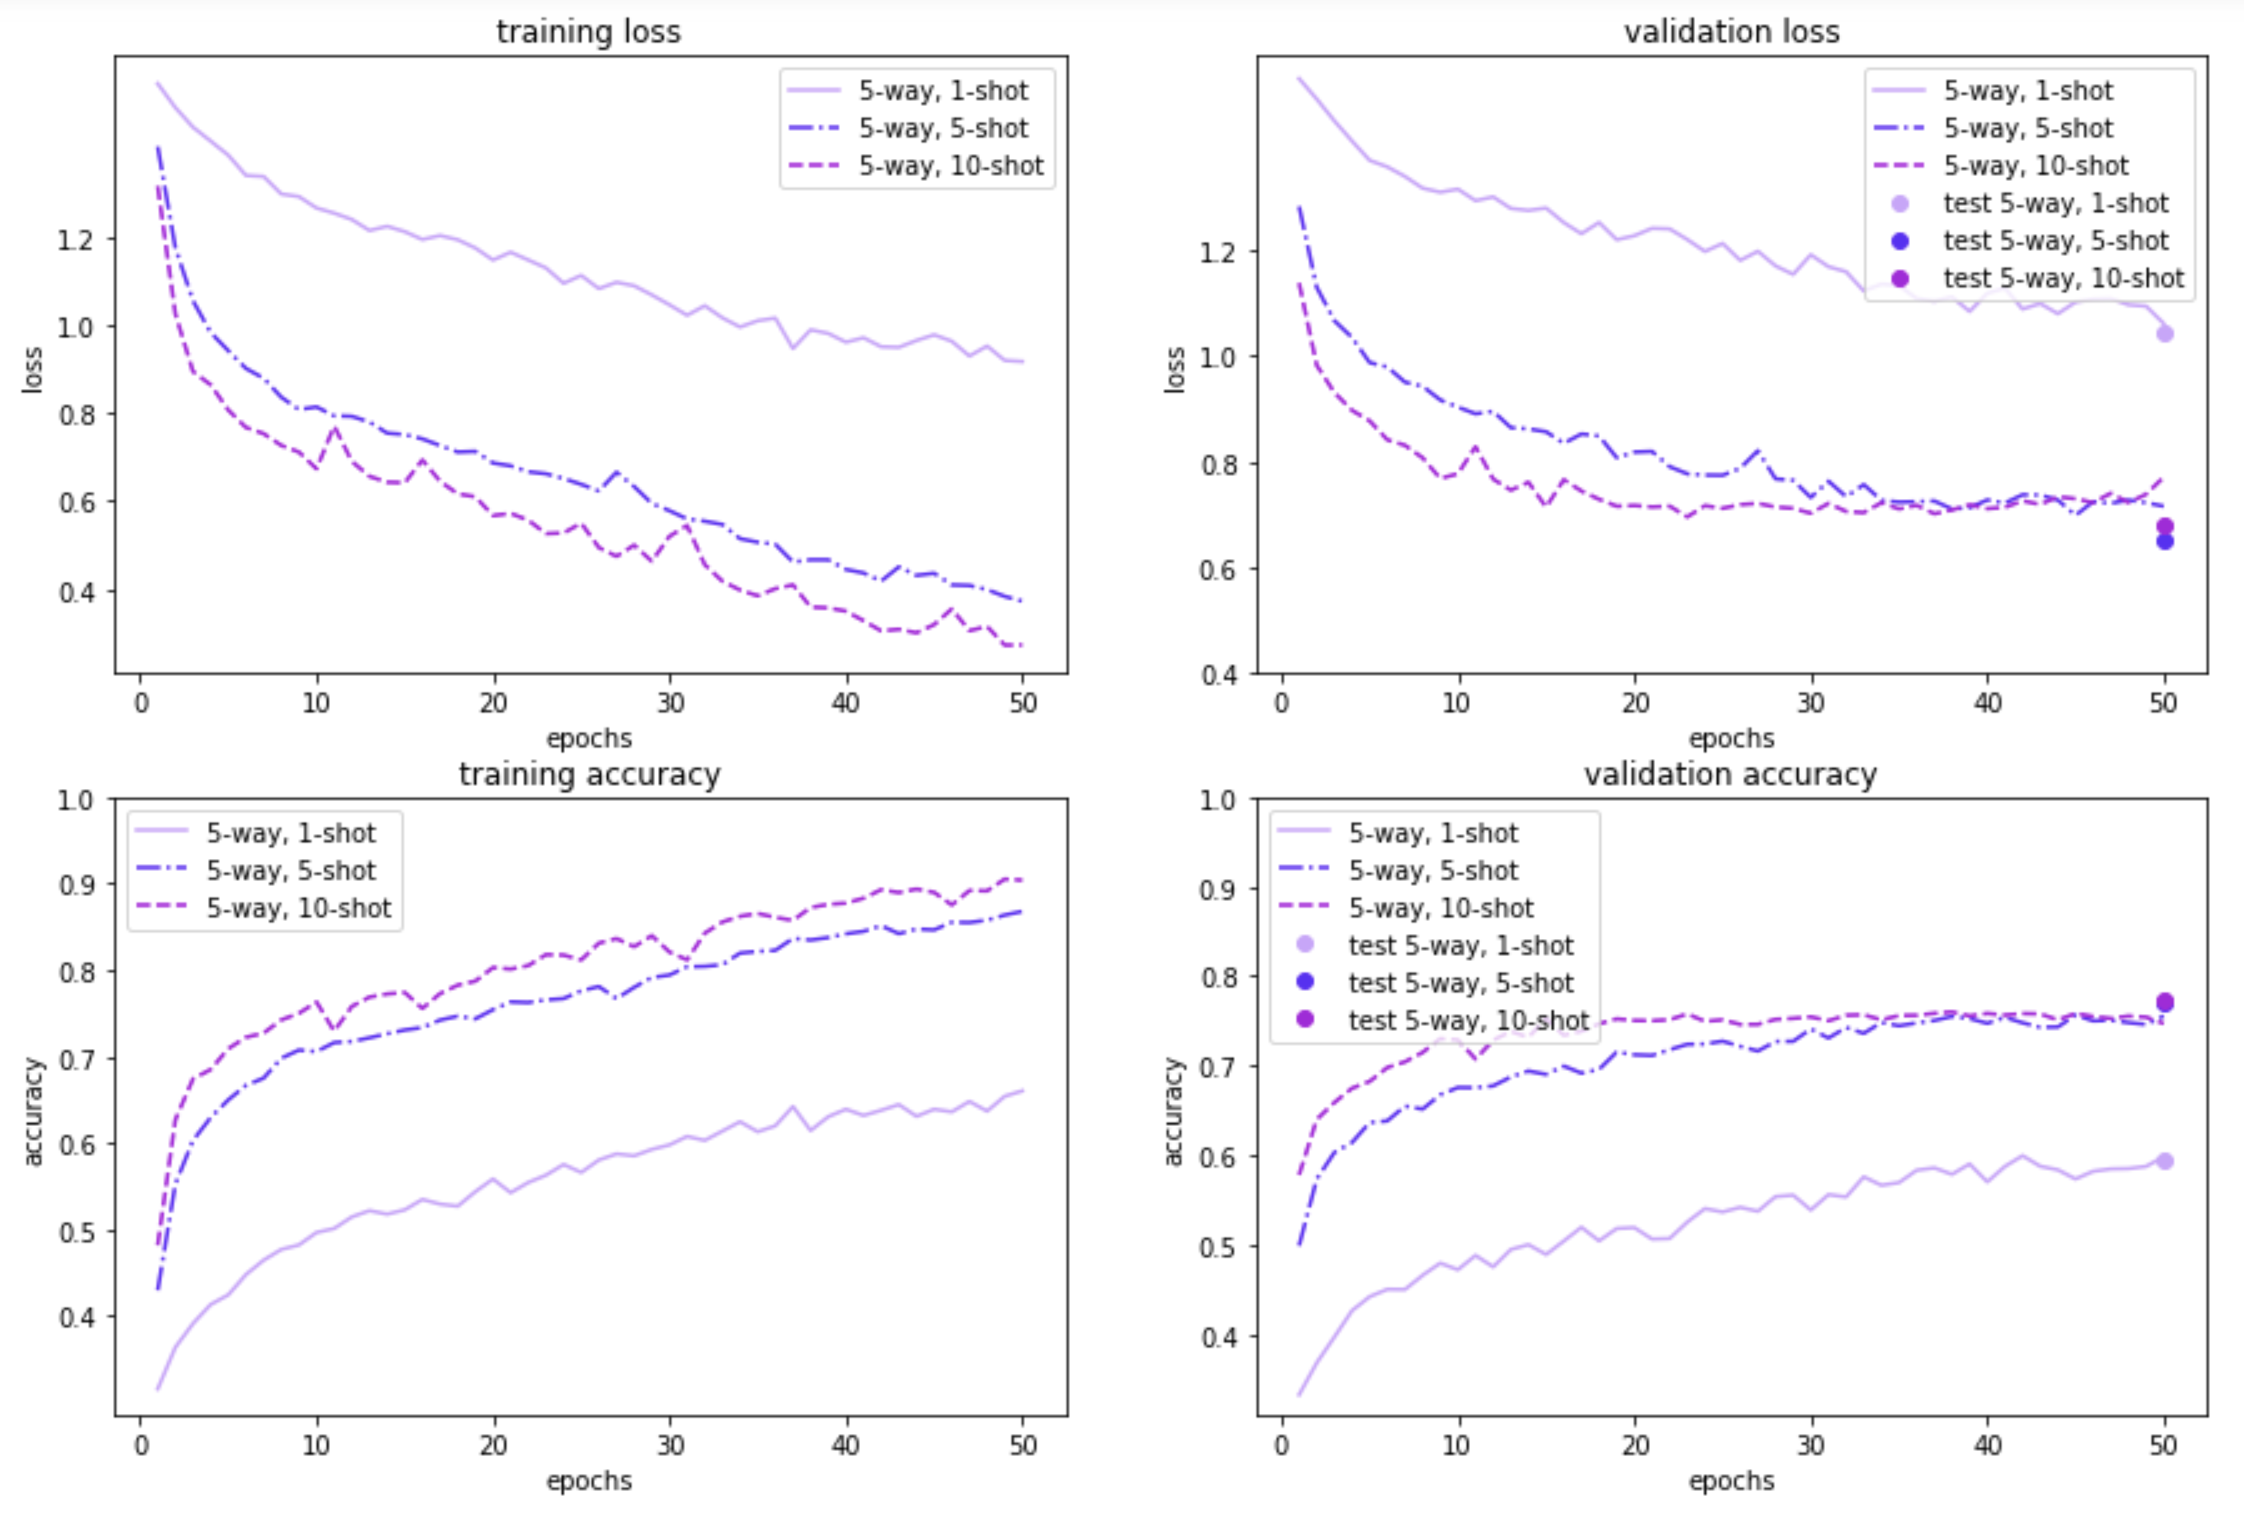 training loss
5-way, 1-shot
5-way, 5-shot
5-way, 10-shot
1.2
1.0
0.8
0.6
0.4
loss
0 10 20 30 40 50
epochs
validation loss
5-way, 1-shot
5-way, 5-shot
5-way, 10-shot
test 5-way, 1-shot
test 5-way, 5-shot
test 5-way, 10-shot
1.2
1.0
0.8
0.6
0.4
loss
0 10 20 30 40 50
epochs
training accuracy
5-way, 1-shot
5-way, 5-shot
5-way, 10-shot
1.0
0.9
0.8
0.7
0.6
0.5
0.4
accuracy
0 10 20 30 40 50
epochs
validation accuracy
5-way, 1-shot
5-way, 5-shot
5-way, 10-shot
test 5-way, 1-shot
test 5-way, 5-shot
test 5-way, 10-shot
1.0
0.9
0.8
0.7
0.6
0.5
0.4
accuracy
0 10 20 30 40 50
epochs